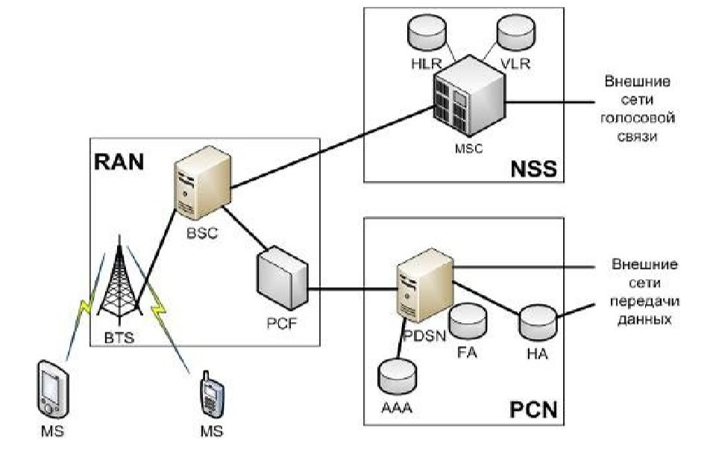 HLR
VLR
MSC
NSS
Внешние
сети
голосовой
связи
RAN
BSC
PCF
BTS
MS
MS
PDSN
FA
HA
AAA
PCN
Внешние
сети
передачи
данных